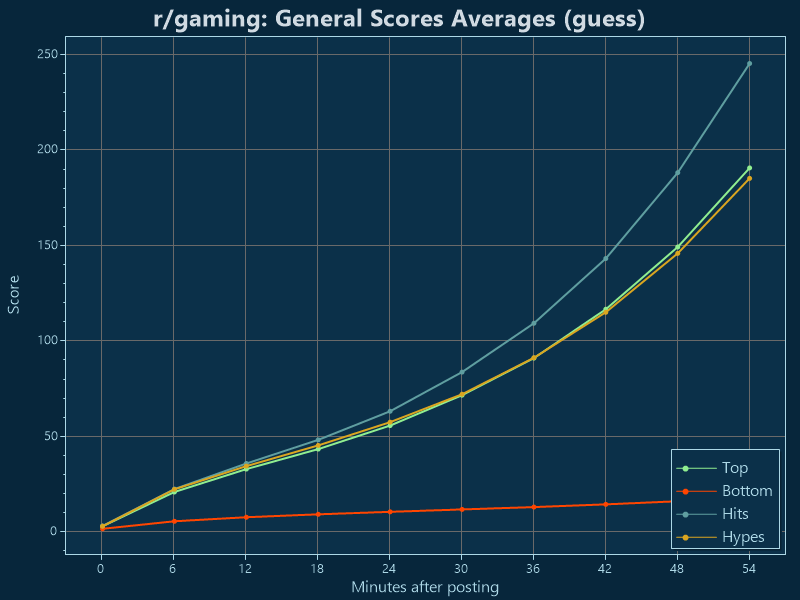 r/gaming: General Scores Averages (guess)
250
200
150
100
50
0
Score
0 6 12 18 24 30 36 42 48 54
Minutes after posting
Top
Bottom
Hits
Hypes